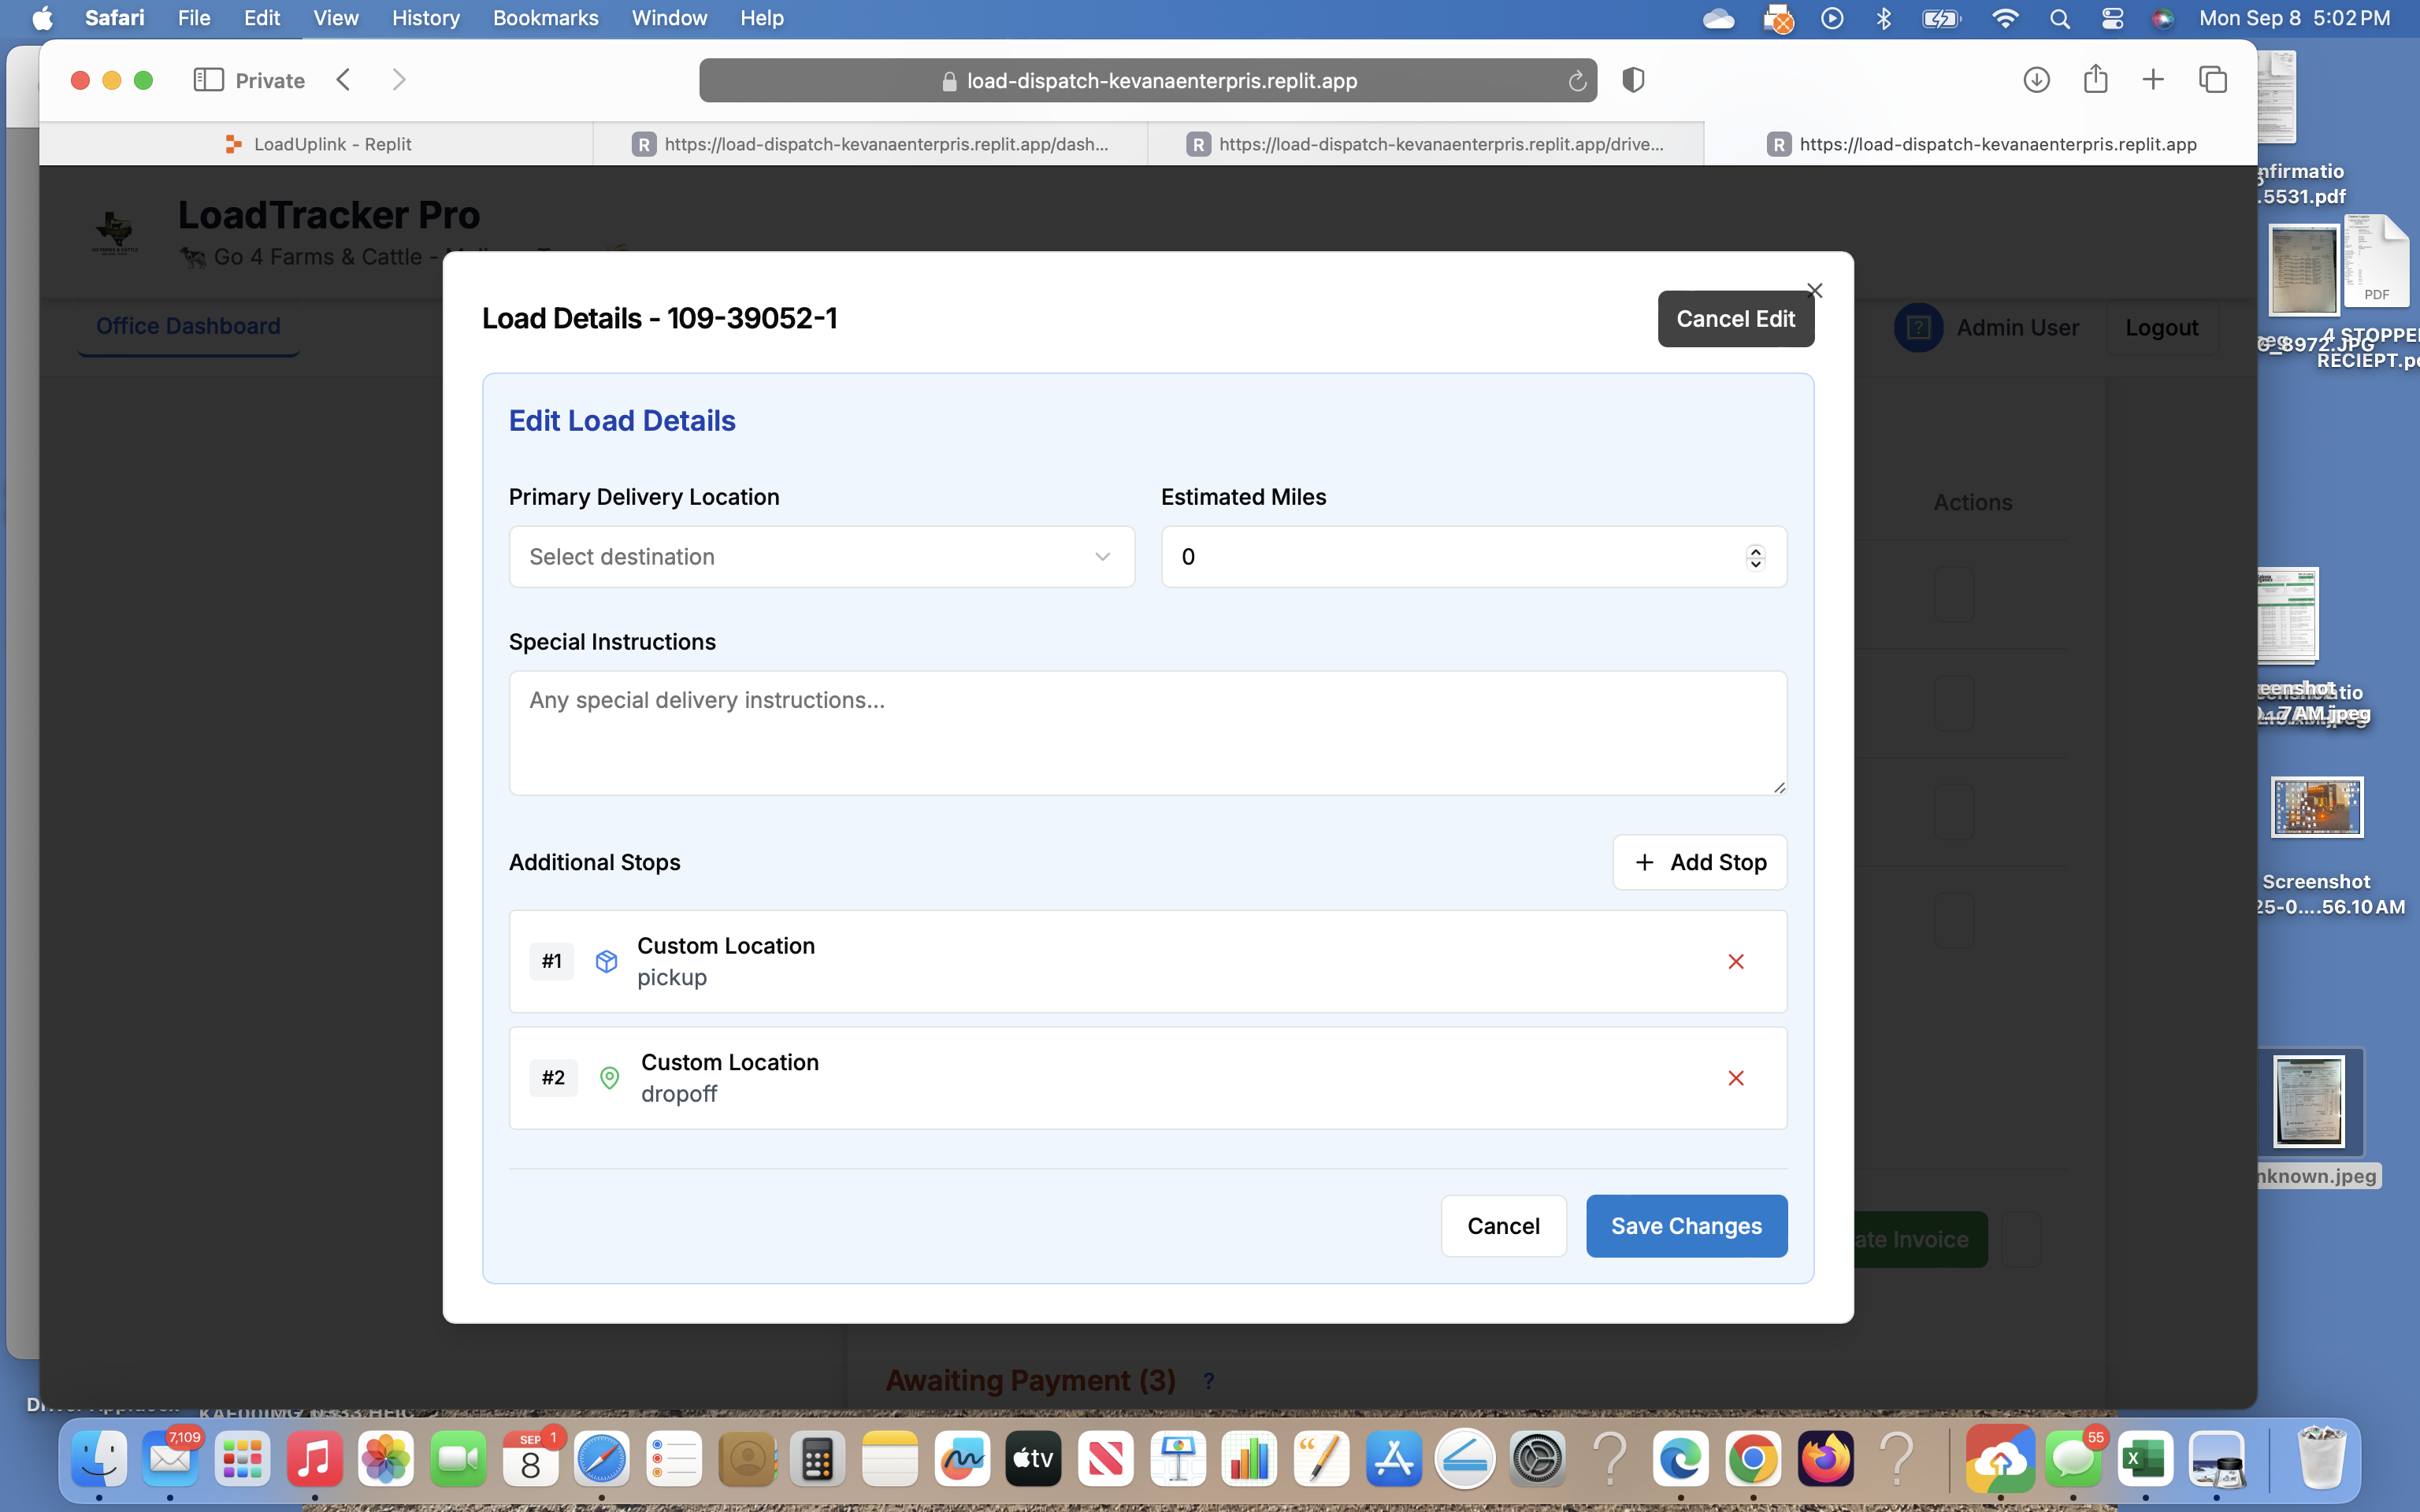 Safari File Edit View History Bookmarks Window Help Mon Sep 8 5:02 PM
Private load-dispatch-kevanaenterpris.replit.app
LoadUplink - Replit
R https://load-dispatch-kevanaenterpris.replit.app/dash...
R https://load-dispatch-kevanaenterpris.replit.app/drive...
R https://load-dispatch-kevanaenterpris.replit.app
LoadTracker Pro
Go 4 Farms & Cattle -
Office Dashboard
? Admin User
Logout
Load Details - 109-39052-1
Cancel Edit
Edit Load Details
Primary Delivery Location
Estimated Miles
Select destination
0
Special Instructions
Any special delivery instructions...
Additional Stops
+ Add Stop
#1
Custom Location
pickup
#2
Custom Location
dropoff
Cancel
Save Changes
Actions
ate Invoice
Awaiting Payment (3) ?
nfirmatio
.5531.pdf
PDF
4 STOPPE
G_8972.JPG
RECIEPT.p
eenshot
7AM.jpeg
Screenshot
25-0....56.10 AM
nknown.jpeg
7,109
SEP
8
1
tv
55